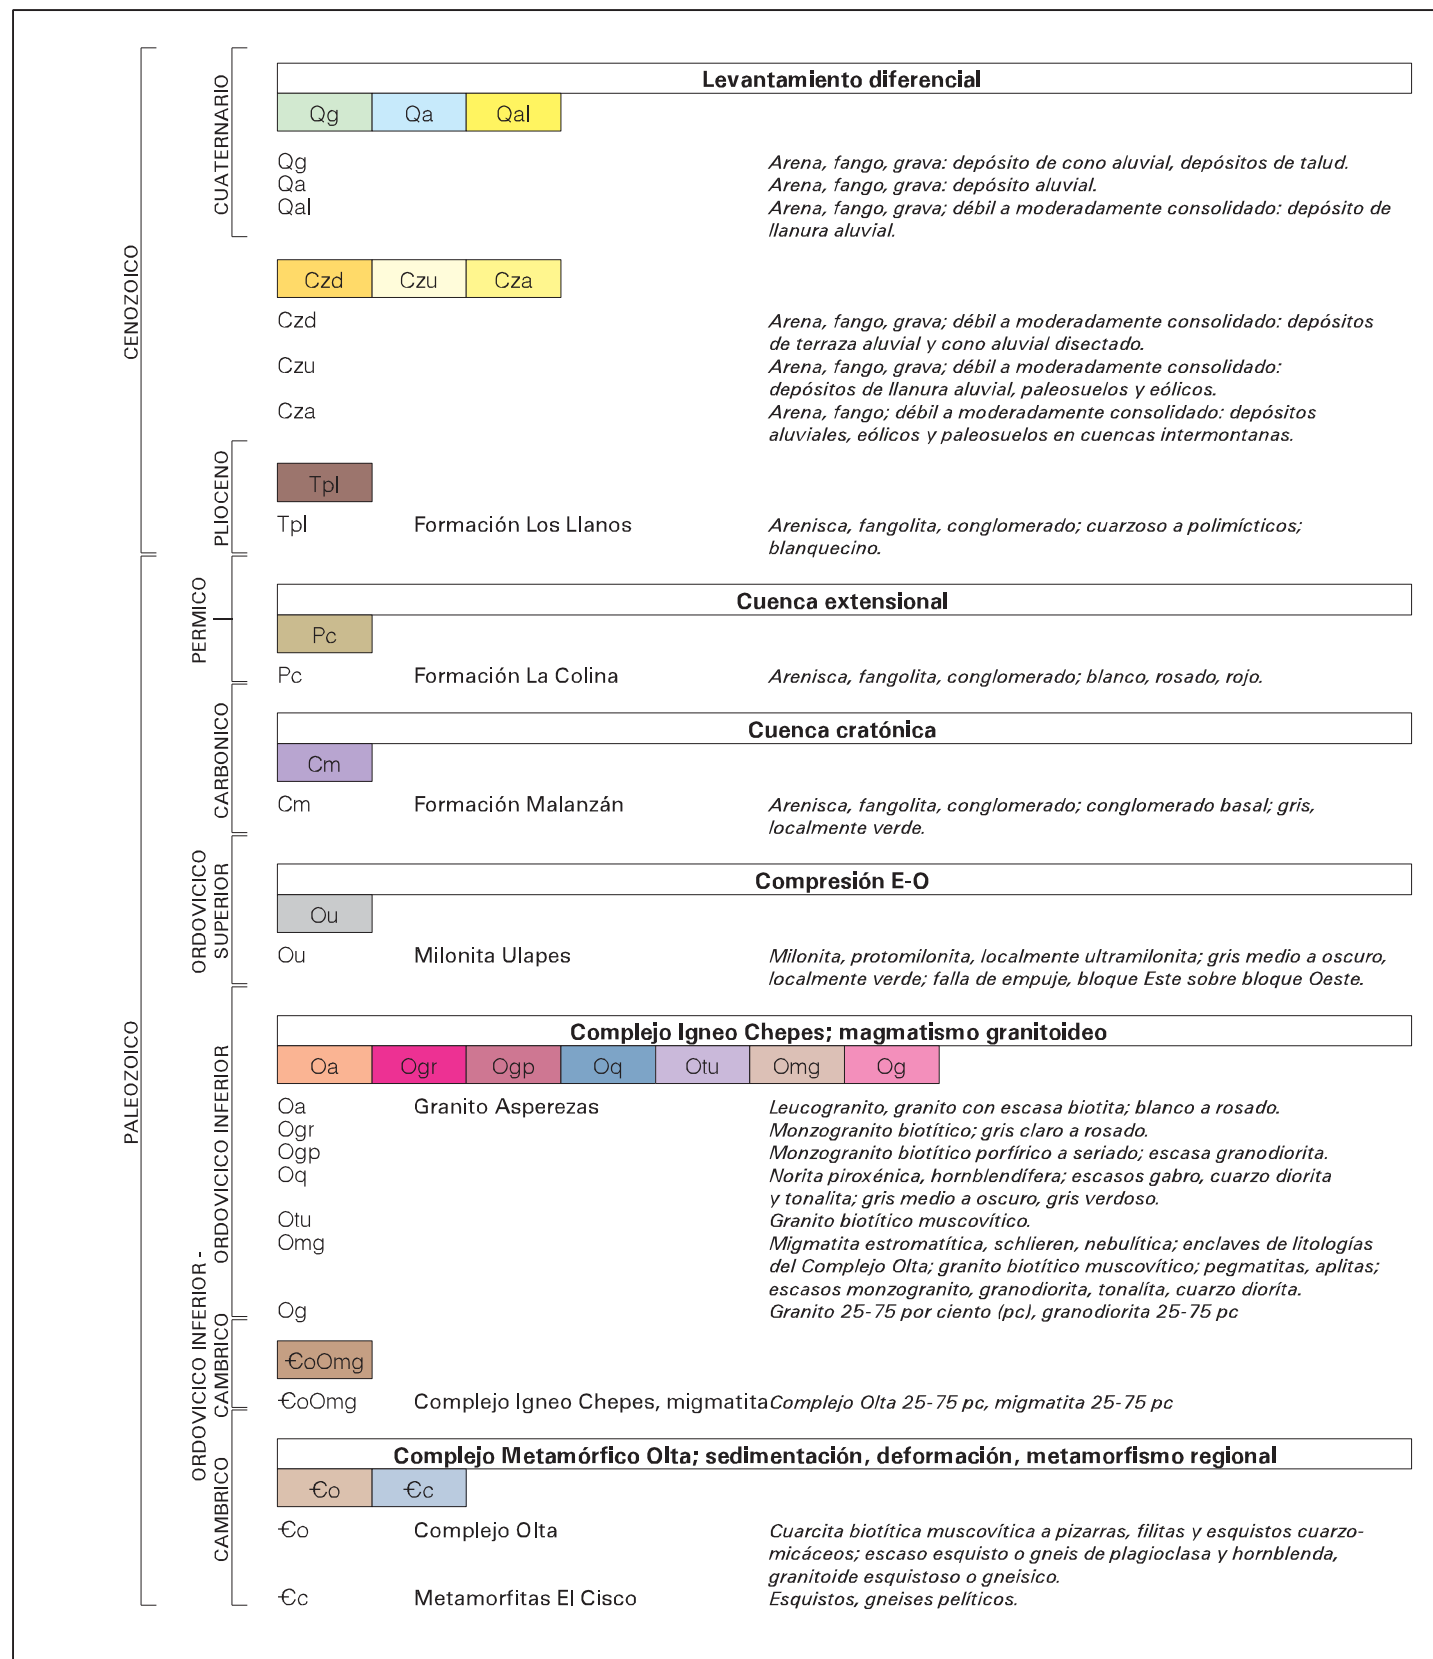 CENOZOICO
CUATERNARIO
Levantamiento diferencial
Qg Qa Qal
Qg Arena, fango, grava: depósito de cono aluvial, depósitos de talud.
Qa Arena, fango, grava: depósito aluvial.
Qal Arena, fango, grava; débil a moderadamente consolidado: depósito de
llanura aluvial.
Czd Czu Cza
Czd Arena, fango, grava; débil a moderadamente consolidado: depósitos
de terraza aluvial y cono aluvial disectado.
Czu Arena, fango, grava; débil a moderadamente consolidado:
depósitos de llanura aluvial, paleosuelos y eólicos.
Cza Arena, fango; débil a moderadamente consolidado: depósitos
aluviales, eólicos y paleosuelos en cuencas intermontanas.
PLIOCENO
Tpl
Tpl Formación Los Llanos Arenisca, fangolita, conglomerado; cuarzoso a polimícticos;
blanquecino.
PALEOZOICO
PERMICO
Cuenca extensional
Pc
Pc Formación La Colina Arenisca, fangolita, conglomerado; blanco, rosado, rojo.
CARBONICO
Cuenca cratónica
Cm
Cm Formación Malanzán Arenisca, fangolita, conglomerado; conglomerado basal; gris,
localmente verde.
ORDOVICICO
SUPERIOR
Compresión E-O
Ou
Ou Milonita Ulapes Milonita, protomilonita, localmente ultramilonita; gris medio a oscuro,
localmente verde; falla de empuje, bloque Este sobre bloque Oeste.
ORDOVICICO INFERIOR
Complejo Igneo Chepes; magmatismo granitoideo
Oa Ogr Ogp Oq Otu Omg Og
Oa Granito Asperezas Leucogranito, granito con escasa biotita; blanco a rosado.
Ogr Monzogranito biotítico; gris claro a rosado.
Ogp Monzogranito biotítico porfírico a seriado; escasa granodiorita.
Oq Norita piroxénica, hornblendífera; escasos gabro, cuarzo diorita
y tonalita; gris medio a oscuro, gris verdoso.
Otu Granito biotítico muscovítico.
Omg Migmatita estromatítica, schlieren, nebulítica; enclaves de litologías
del Complejo Olta; granito biotítico muscovítico; pegmatitas, aplitas;
escasos monzogranito, granodiorita, tonalíta, cuarzo dioríta.
Og Granito 25-75 por ciento (pc), granodiorita 25-75 pc
ORDOVICICO INFERIOR -
CAMBRICO
ЄoOmg
ЄoOmg Complejo Igneo Chepes, migmatita Complejo Olta 25-75 pc, migmatita 25-75 pc
CAMBRICO
Complejo Metamórfico Olta; sedimentación, deformación, metamorfismo regional
Єo Єc
Єo Complejo Olta Cuarcita biotítica muscovítica a pizarras, filitas y esquistos cuarzo-
micáceos; escaso esquisto o gneis de plagioclasa y hornblenda,
granitoide esquistoso o gneisico.
Єc Metamorfitas El Cisco Esquistos, gneises pelíticos.